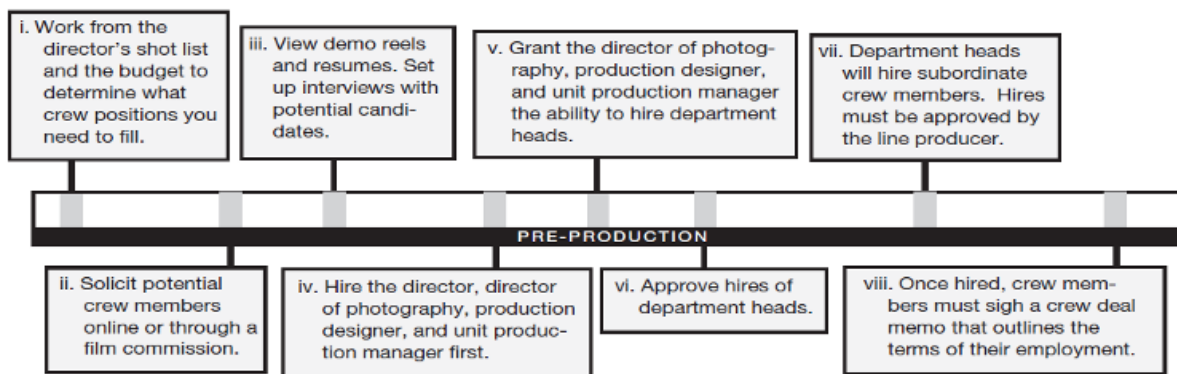 i. Work from the
director's shot list
and the budget to
determine what
crew positions you
need to fill.
iii. View demo reels
and resumes. Set
up interviews with
potential candi-
dates.
v. Grant the director of photog-
raphy, production designer,
and unit production manager
the ability to hire department
heads.
vii. Department heads
will hire subordinate
crew members. Hires
must be approved by
the line producer.
PRE-PRODUCTION
ii. Solicit potential
crew members
online or through a
film commission.
iv. Hire the director, director
of photography, production
designer, and unit produc-
tion manager first.
vi. Approve hires of
department heads.
viii. Once hired, crew mem-
bers must sigh a crew deal
memo that outlines the
terms of their employment.